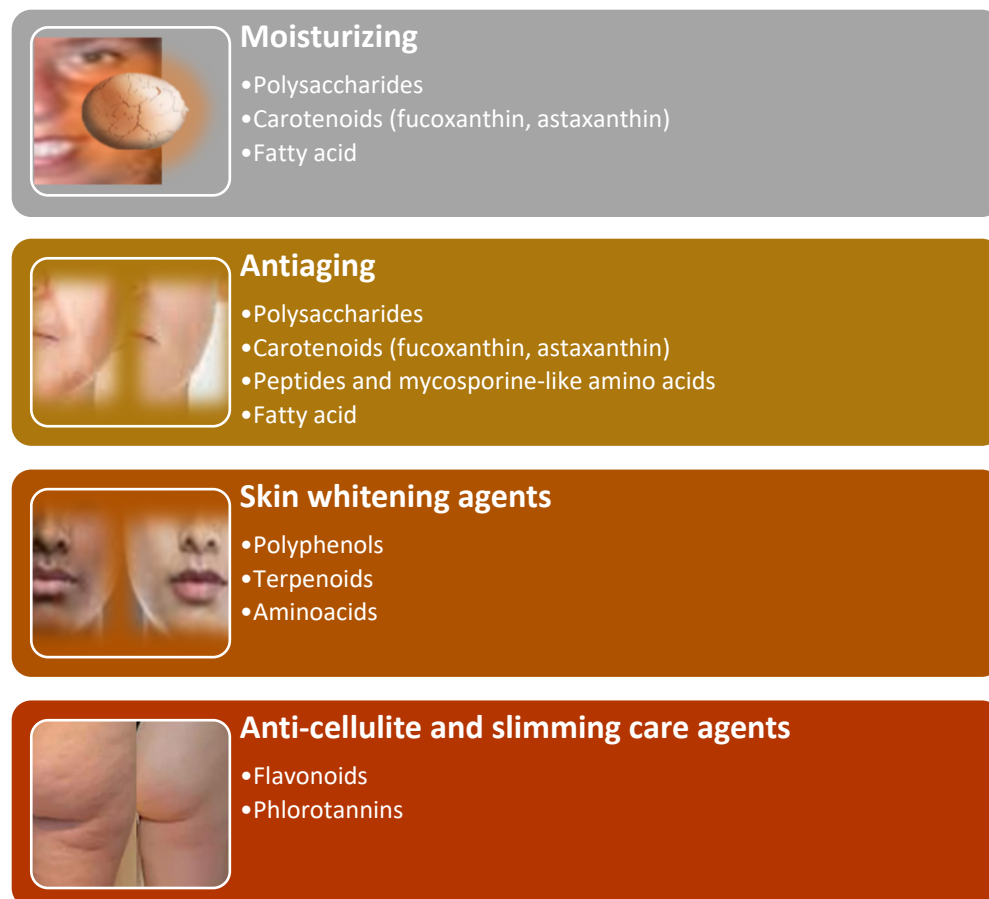 Moisturizing
•Polysaccharides
•Carotenoids (fucoxanthin, astaxanthin)
•Fatty acid
Antiaging
•Polysaccharides
•Carotenoids (fucoxanthin, astaxanthin)
•Peptides and mycosporine-like amino acids
•Fatty acid
Skin whitening agents
•Polyphenols
•Terpenoids
•Aminoacids
Anti-cellulite and slimming care agents
•Flavonoids
•Phlorotannins